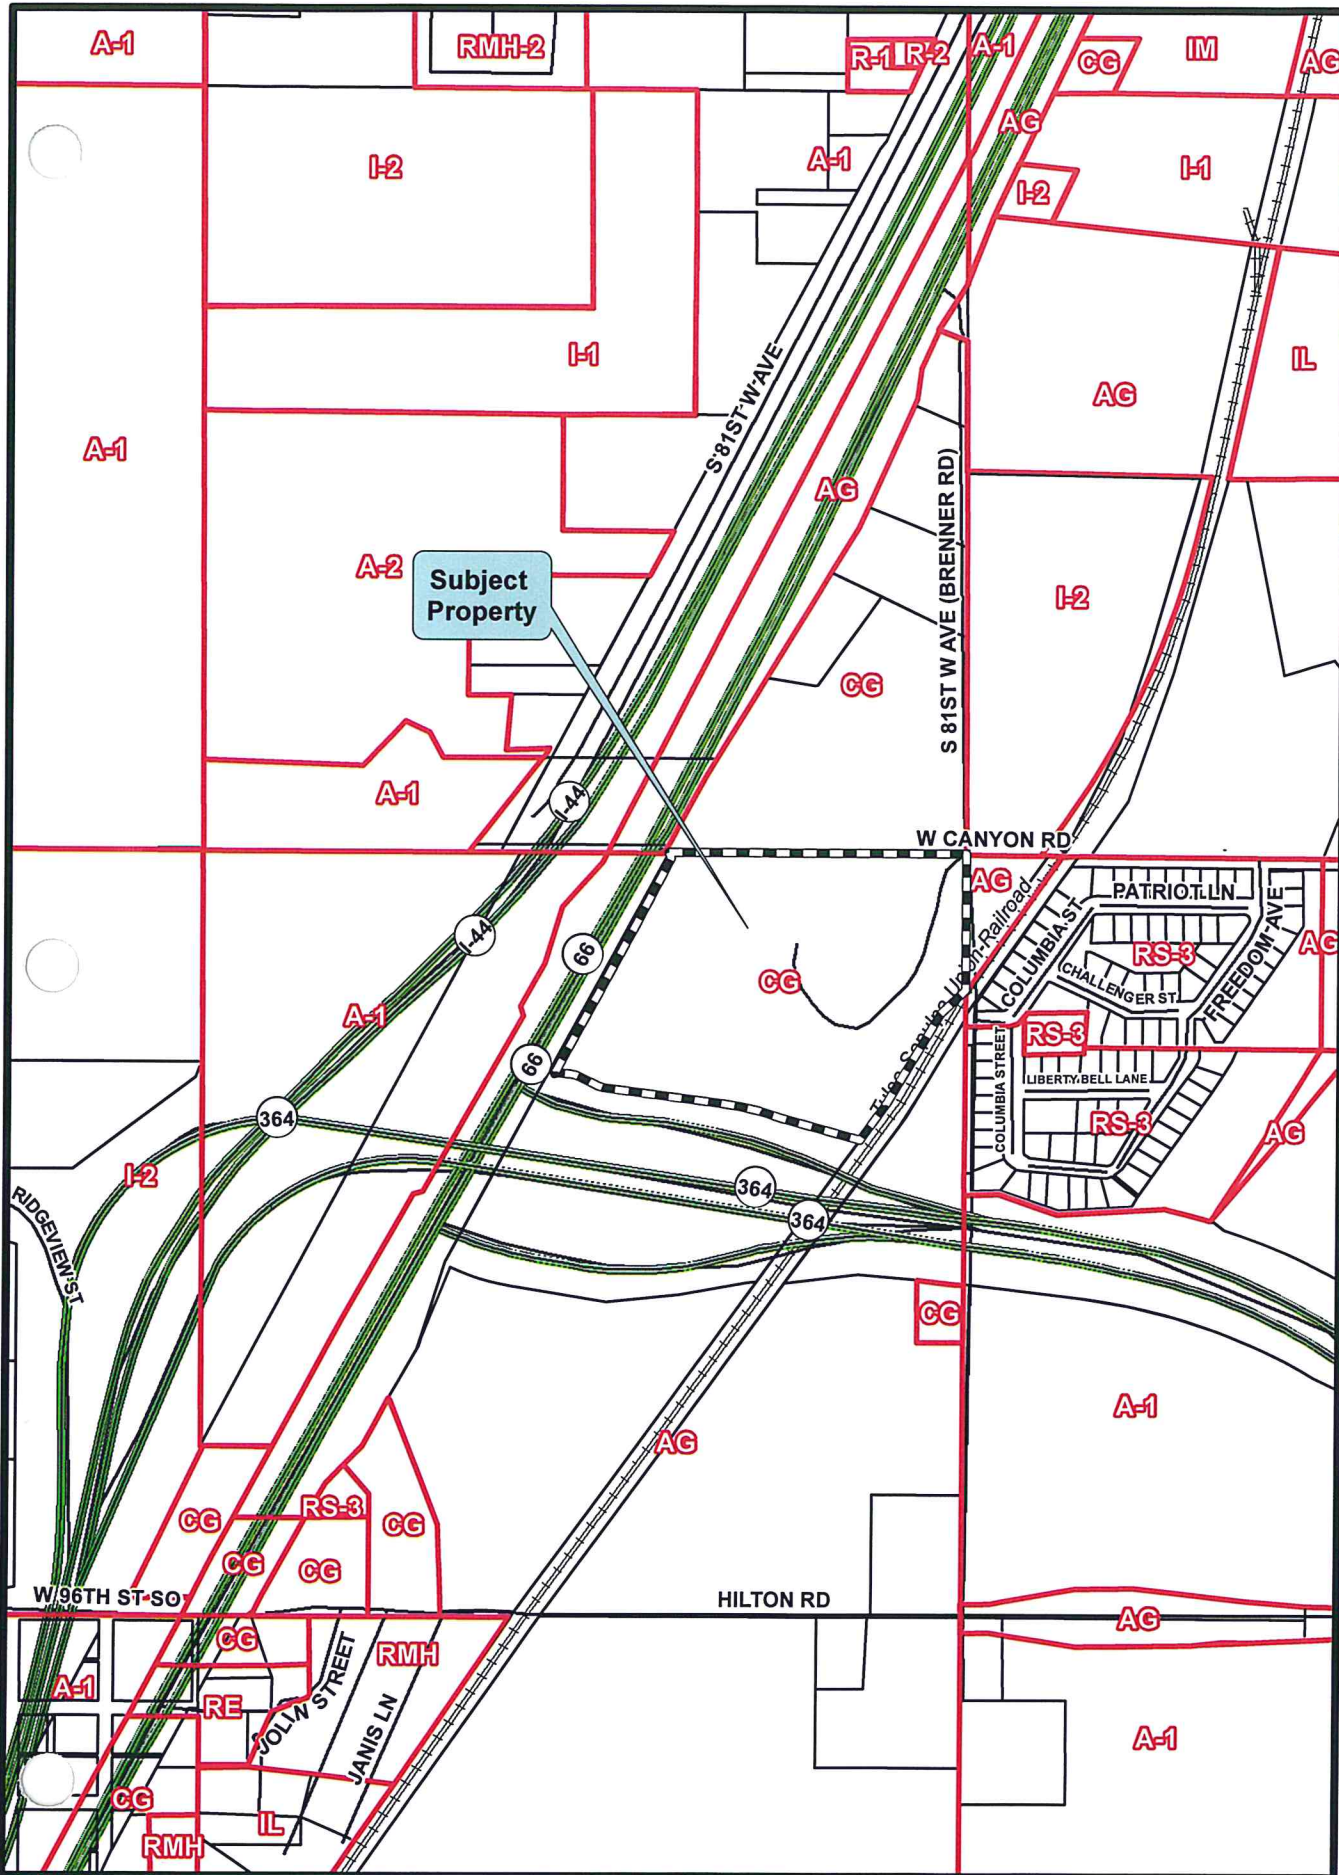 A-1
RMH-2
R-1
R-2
A-1
CG
IM
AG
AG
I-2
A-1
I-1
I-2
I-1
IL
AG
S 81ST W AVE
A-1
AG
S 81ST W AVE (BRENNER RD)
A-2
Subject
Property
I-2
CG
A-1
I-44
W CANYON RD
AG
PATRIOT LN
I-44
66
CG
Tulsa Sapulpa Union Railroad
COLUMBIA ST
RS-3
FREEDOM AVE
AG
CHALLENGER ST
A-1
RS-3
66
COLUMBIA STREET
LIBERTY BELL LANE
364
RS-3
AG
I-2
364
RIDGEVIEW ST
364
CG
A-1
AG
CG
RS-3
CG
CG
CG
W 96TH ST SO
HILTON RD
AG
CG
RMH
A-1
RE
JOLIN STREET
JANIS LN
A-1
CG
IL
RMH